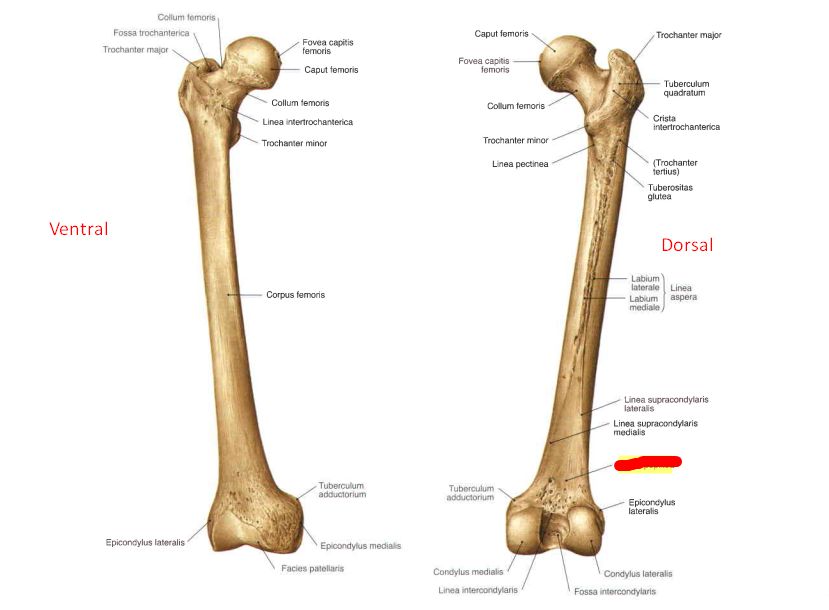 Collum femoris
Fossa trochanterica
Trochanter major
Fovea capitis
femoris
Caput femoris
Collum femoris
Linea intertrochanterica
Trochanter minor
Ventral
Corpus femoris
Tuberculum
adductorium
Epicondylus lateralis
Epicondylus medialis
Facies patellaris
Caput femoris
Trochanter major
Fovea capitis
femoris
Tuberculum
quadratum
Collum femoris
Crista
intertrochanterica
Trochanter minor
Linea pectinea
(Trochanter
tertius)
Tuberositas
glutea
Dorsal
Labium
laterale
Labium
mediale
Linea
aspera
Linea supracondylaris
lateralis
Linea supracondylaris
medialis
Tuberculum
adductorium
Epicondylus
lateralis
Condylus medialis
Condylus lateralis
Linea intercondylaris
Fossa intercondylaris